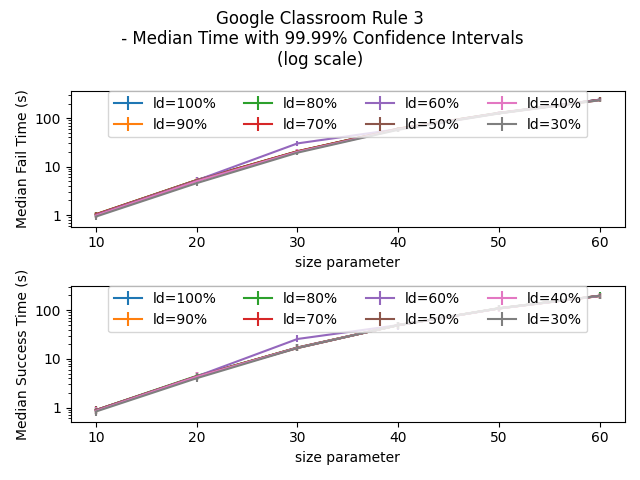 Google Classroom Rule 3
- Median Time with 99.99% Confidence Intervals
(log scale)
Median Fail Time (s)
100
10
1
ld=100% ld=80% ld=60% ld=40%
ld=90% ld=70% ld=50% ld=30%
10 20 30 40 50 60
size parameter
Median Success Time (s)
100
10
1
ld=100% ld=80% ld=60% ld=40%
ld=90% ld=70% ld=50% ld=30%
10 20 30 40 50 60
size parameter